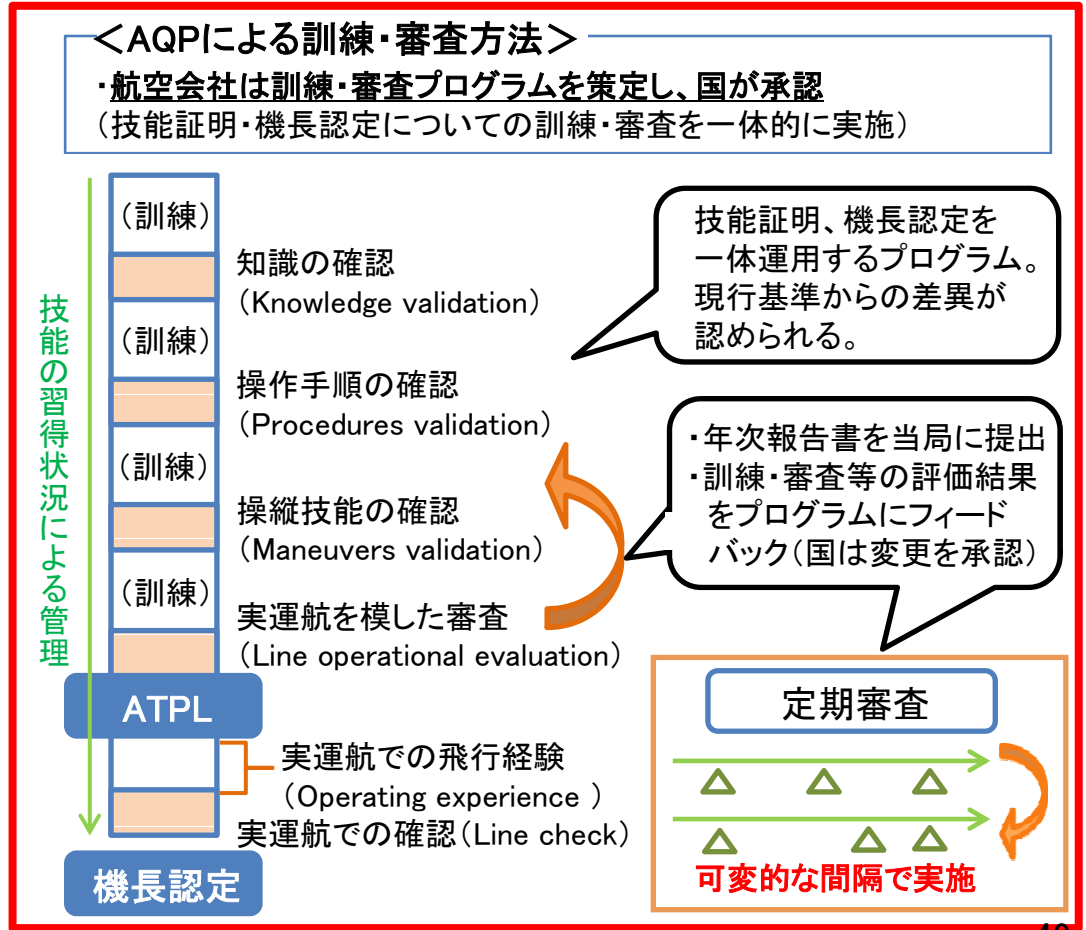 ＜AQPによる訓練・審査方法＞
・航空会社は訓練・審査プログラムを策定し、国が承認
（技能証明・機長認定についての訓練・審査を一体的に実施）
技能の習得状況による管理
（訓練）
知識の確認
（Knowledge validation）
（訓練）
操作手順の確認
（Procedures validation）
（訓練）
操縦技能の確認
（Maneuvers validation）
（訓練）
実運航を模した審査
（Line operational evaluation）
ATPL
実運航での飛行経験
（Operating experience ）
実運航での確認（Line check）
機長認定
技能証明、機長認定を
一体運用するプログラム。
現行基準からの差異が
認められる。
・年次報告書を当局に提出
・訓練・審査等の評価結果
をプログラムにフィード
バック（国は変更を承認）
定期審査
可変的な間隔で実施